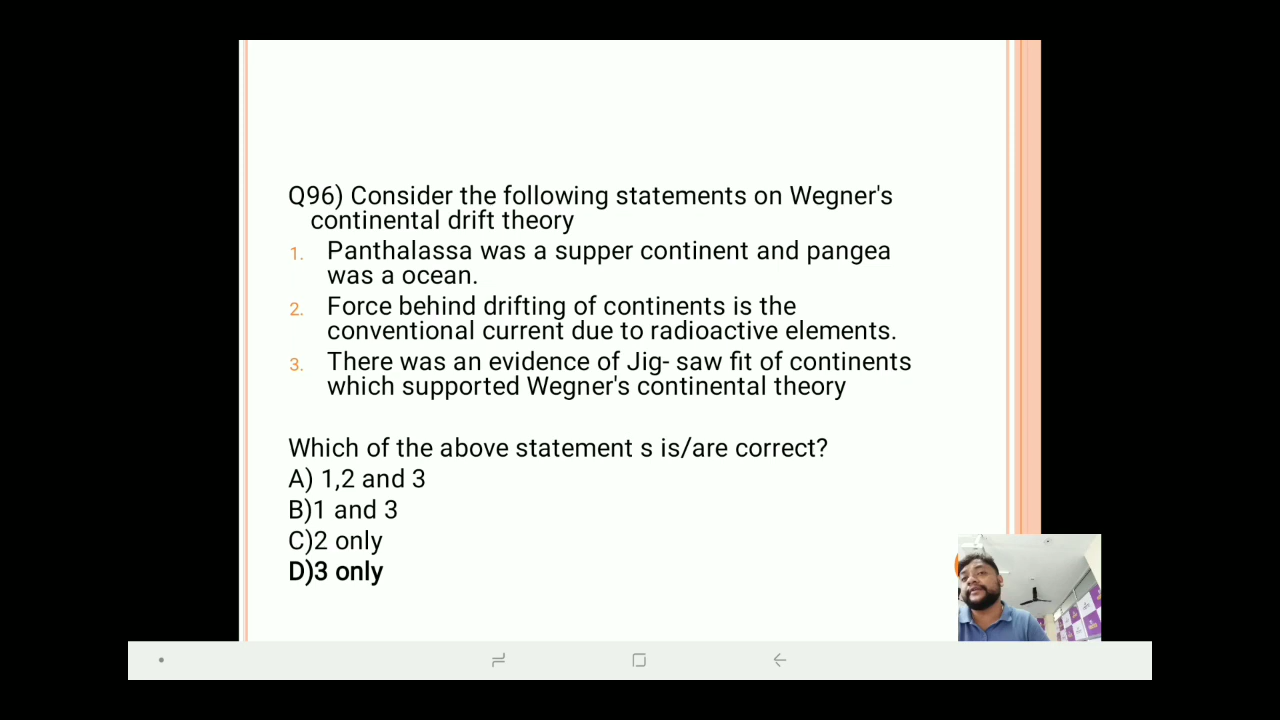 Q96) Consider the following statements on Wegner's
continental drift theory
1. Panthalassa was a supper continent and pangea
was a ocean.
2. Force behind drifting of continents is the
conventional current due to radioactive elements.
3. There was an evidence of Jig- saw fit of continents
which supported Wegner's continental theory
Which of the above statement s is/are correct?
A) 1,2 and 3
B)1 and 3
C)2 only
D)3 only